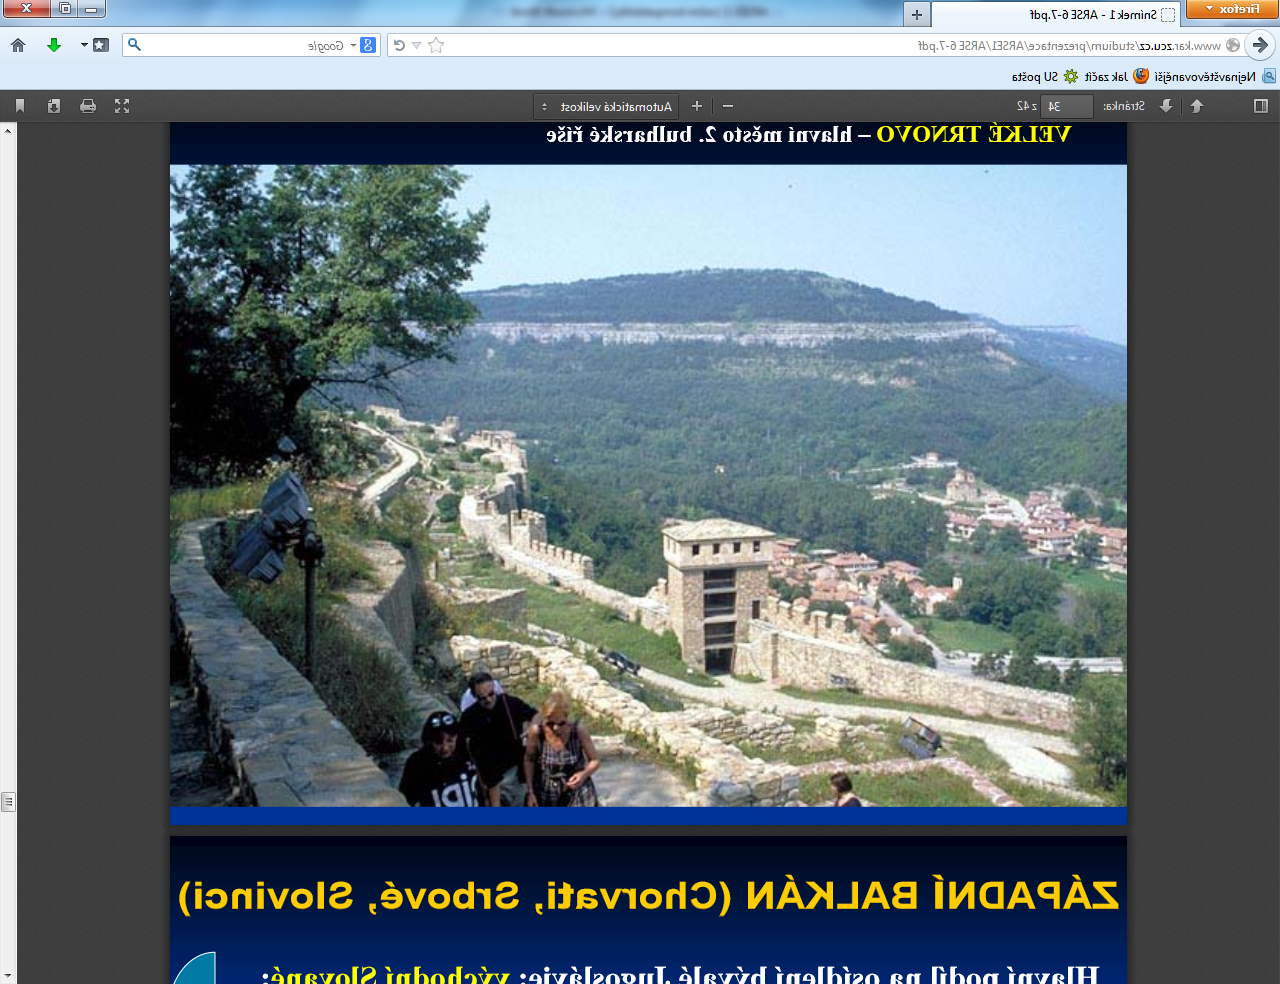 Firefox
Snímek 1 - ARSE 6-7.pdf
www.kar.zcu.cz/studium/prezentace/ARSE1/ARSE 6-7.pdf
Google
Nejnavštěvovanější
Jak začít
SU pošta
Stránka: 34 z 42
Automatická velikost
VELKÉ TRNOVO – hlavní město 2. bulharské říše
ZÁPADNÍ BALKÁN (Chorvati, Srbové, Slovinci)
Hlavní podíl na osídlení bývalé Jugoslávie: východní Slované: